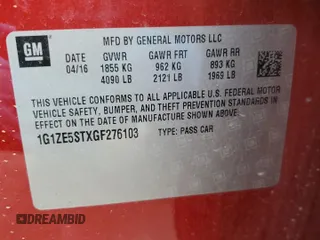 GM
MFD BY GENERAL MOTORS LLC
DATE GVWR GAWR FRT GAWR RR
04/16 1855 KG 962 KG 893 KG
4090 LB 2121 LB 1969 LB
THIS VEHICLE CONFORMS TO ALL APPLICABLE U.S. FEDERAL MOTOR
VEHICLE SAFETY, BUMPER, AND THEFT PREVENTION STANDARDS IN
EFFECT ON THE DATE OF MANUFACTURE SHOWN ABOVE.
1G1ZE5STXGF276103 TYPE: PASS CAR
© DREAMBID dreambid.com